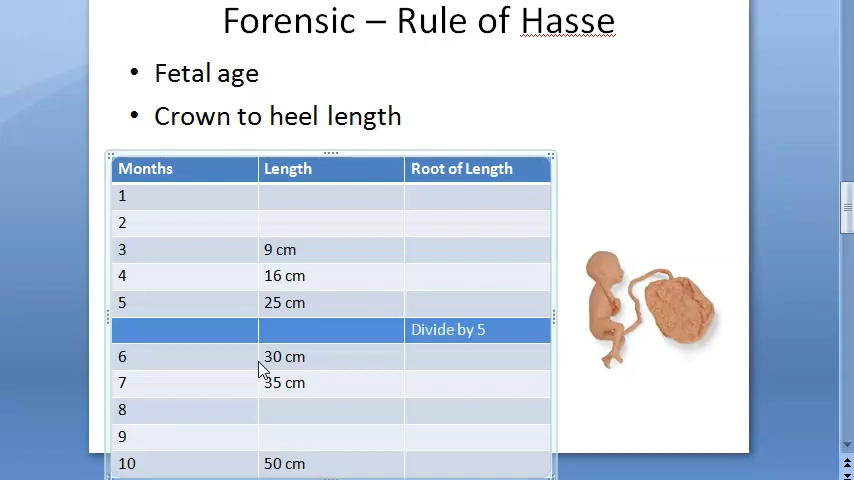 Forensic – Rule of Hasse
• Fetal age
• Crown to heel length
Months Length Root of Length
1
2
3 9 cm
4 16 cm
5 25 cm
Divide by 5
6 30 cm
7 35 cm
8
9
10 50 cm